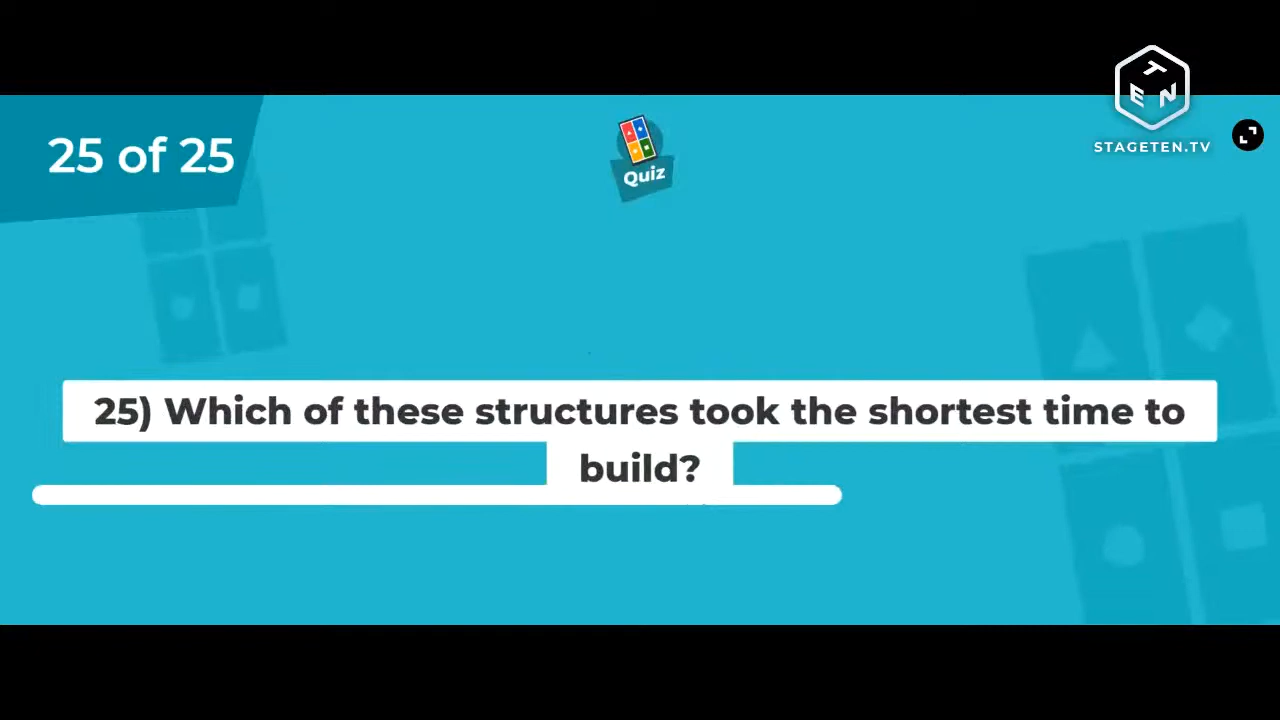 T
E N
STAGETEN.TV
25 of 25
Quiz
25) Which of these structures took the shortest time to
build?